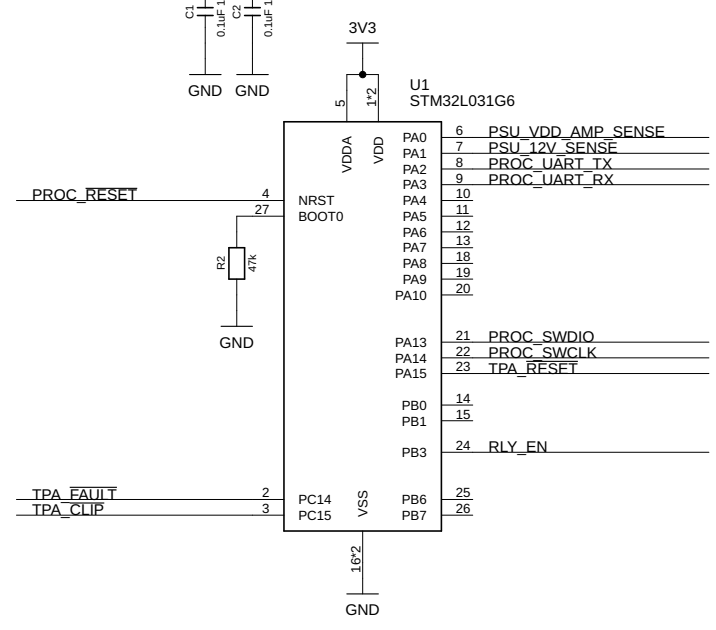 C1
0.1uF 1
C2
0.1uF 1
GND
GND
3V3
5
1*2
U1
STM32L031G6
VDDA
VDD
PA0 6 PSU_VDD_AMP_SENSE
PA1 7 PSU_12V_SENSE
PA2 8 PROC_UART_TX
PA3 9 PROC_UART_RX
PROC_RESET 4 NRST
PA4 10
27 BOOT0
PA5 11
PA6 12
PA7 13
R2
47k
PA8 18
PA9 19
PA10 20
GND
PA13 21 PROC_SWDIO
PA14 22 PROC_SWCLK
PA15 23 TPA_RESET
PB0 14
PB1 15
PB3 24 RLY_EN
TPA_FAULT 2 PC14
VSS
PB6 25
TPA_CLIP 3 PC15
PB7 26
16*2
GND